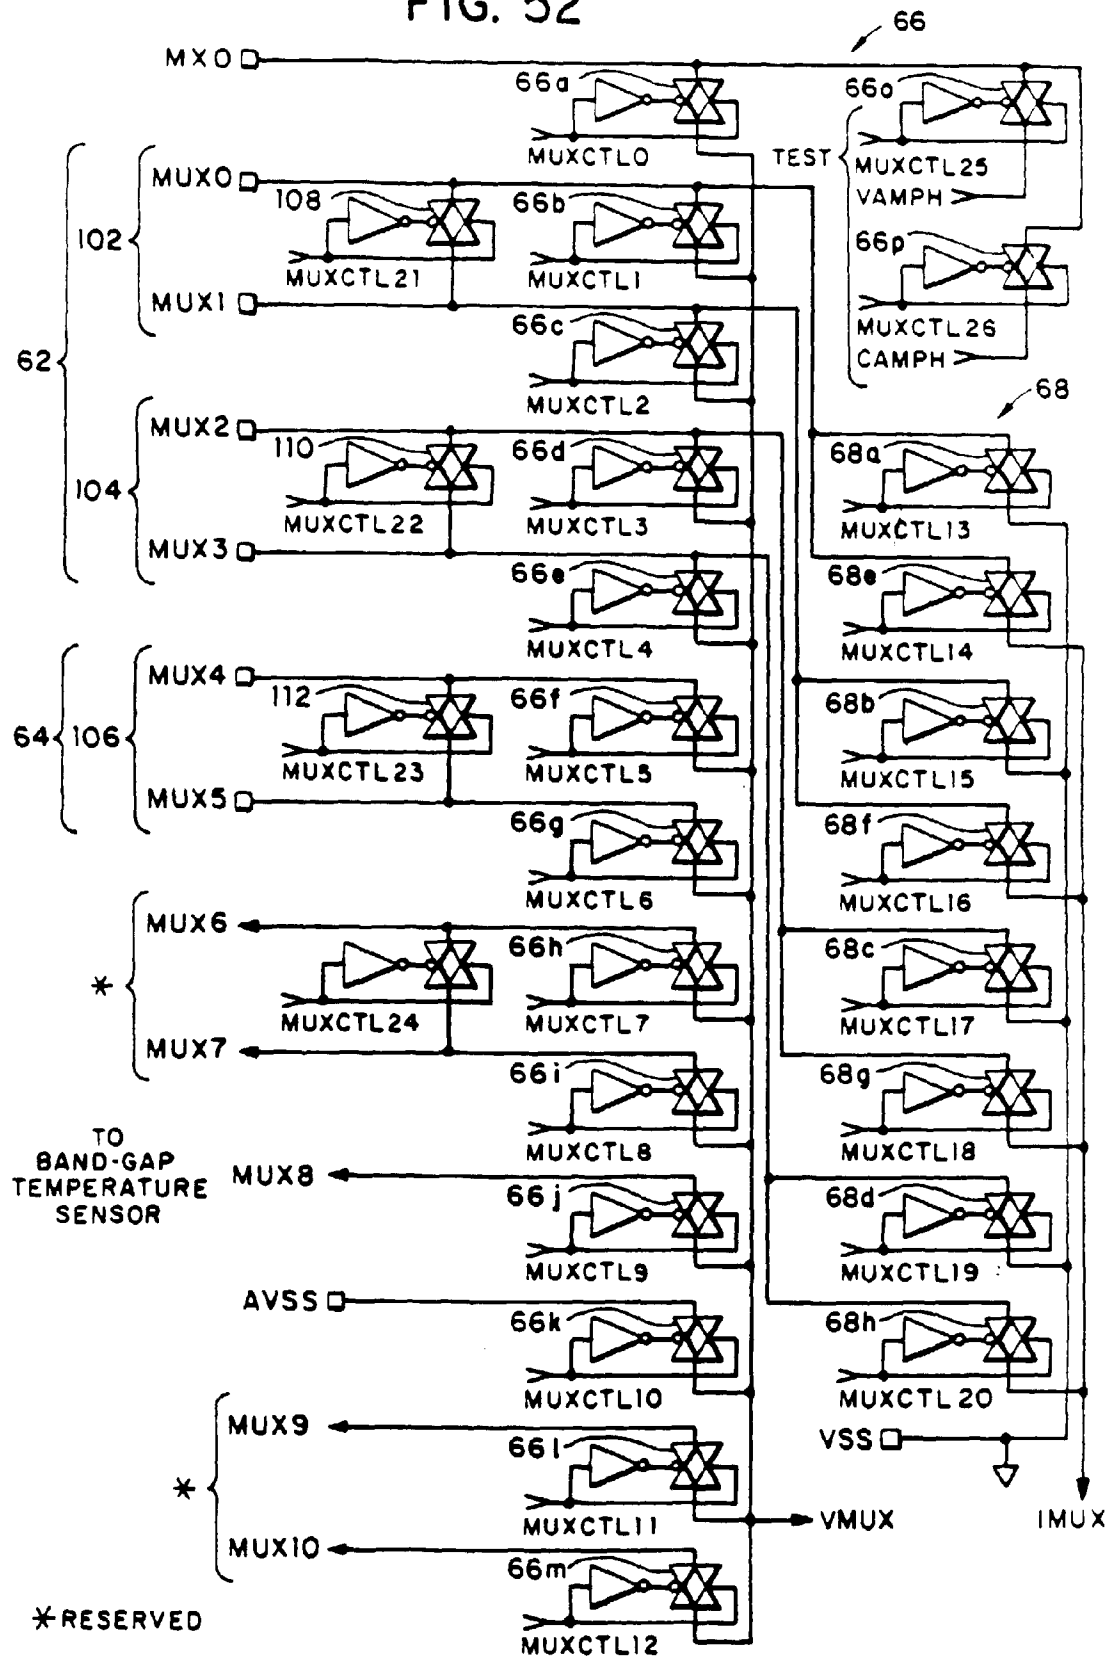 FIG. 52
66
MX0
66a
66o
MUXCTL0
TEST
MUXCTL25
VAMPH
MUX0
108
66b
102
MUXCTL21
MUXCTL1
66p
MUX1
66c
MUXCTL26
CAMPH
62
MUXCTL2
68
MUX2
110
66d
68a
104
MUXCTL22
MUXCTL3
MUXCTL13
MUX3
66e
68e
MUXCTL4
MUXCTL14
MUX4
112
66f
68b
64
106
MUXCTL23
MUXCTL5
MUXCTL15
MUX5
66g
68f
MUXCTL6
MUXCTL16
MUX6
66h
68c
*
MUXCTL24
MUXCTL7
MUXCTL17
MUX7
66i
68g
MUXCTL8
MUXCTL18
TO
BAND-GAP
TEMPERATURE
SENSOR
MUX8
66j
68d
MUXCTL9
MUXCTL19
AVSS
66k
68h
MUXCTL10
MUXCTL20
MUX9
66l
VSS
*
MUXCTL11
VMUX
IMUX
MUX10
66m
MUXCTL12
*RESERVED